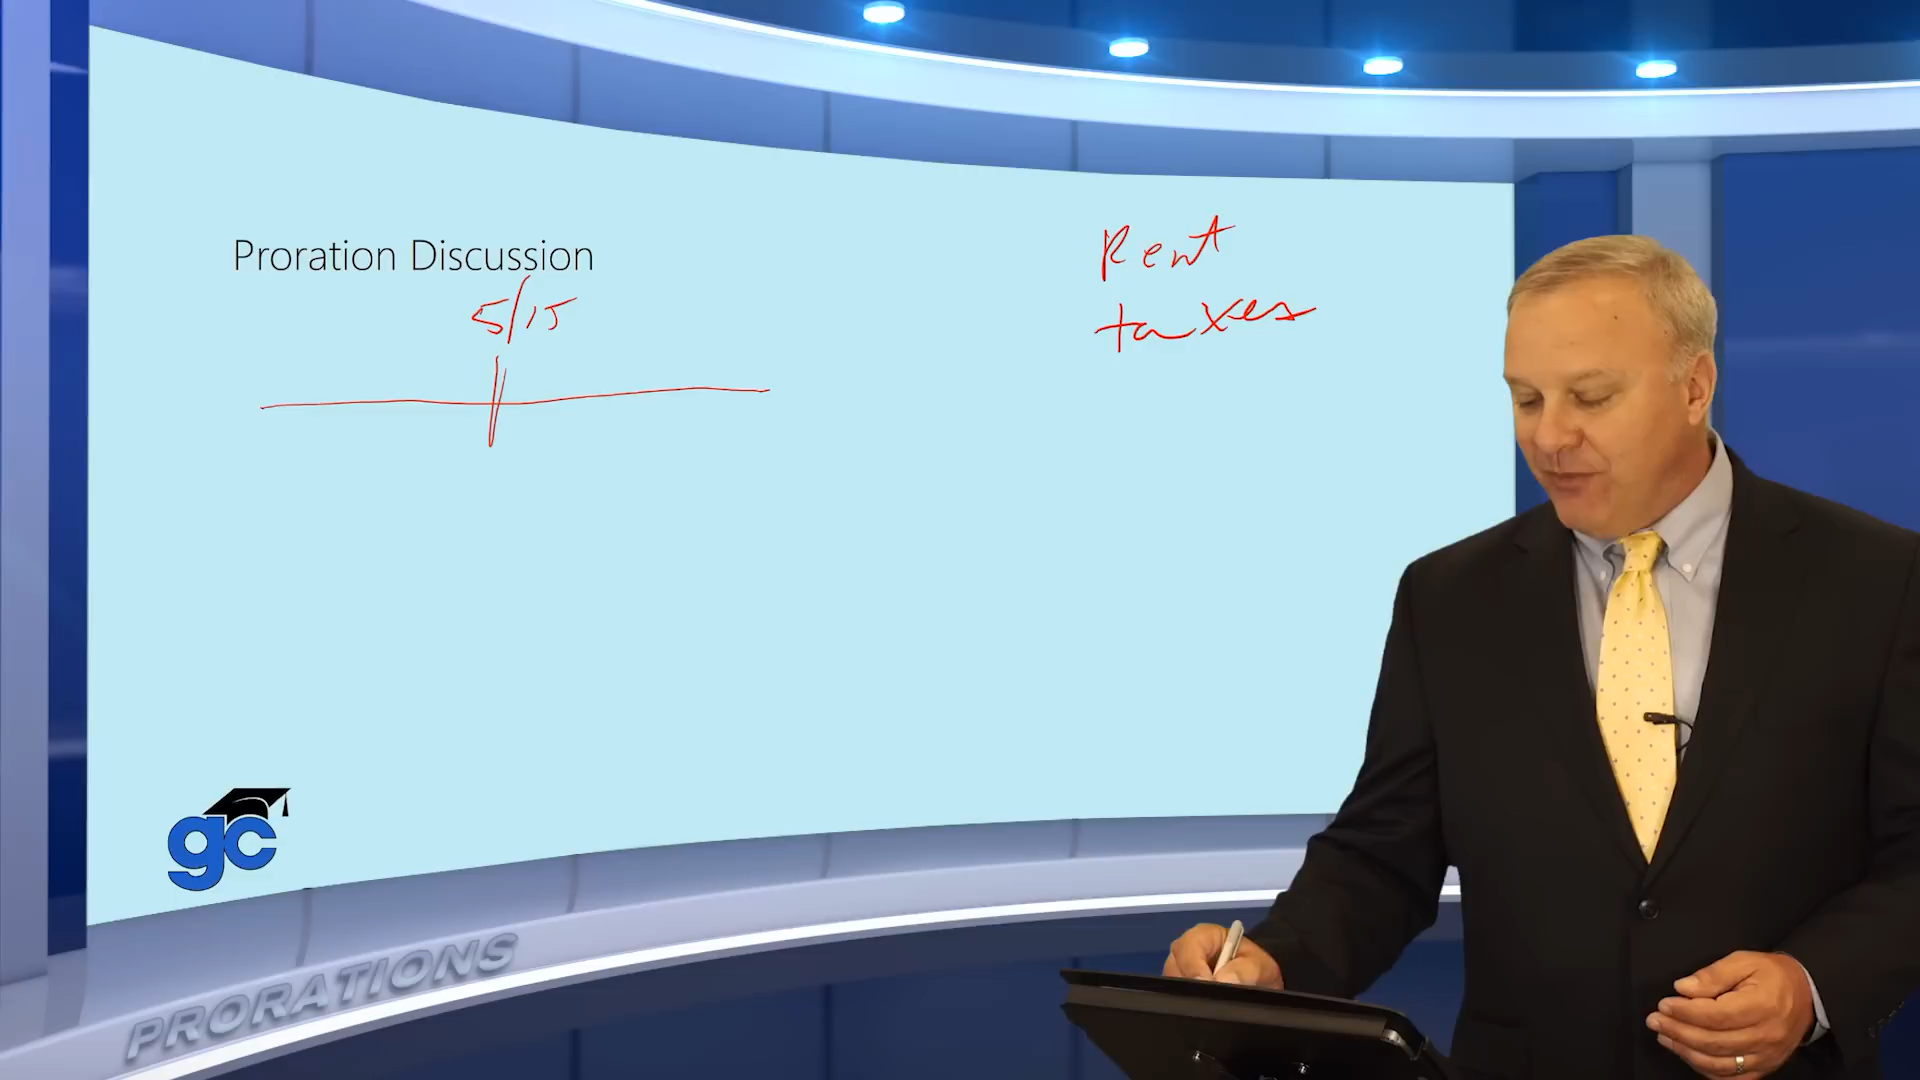 Proration Discussion
5/15
Rent
taxes
gc
PRORATIONS